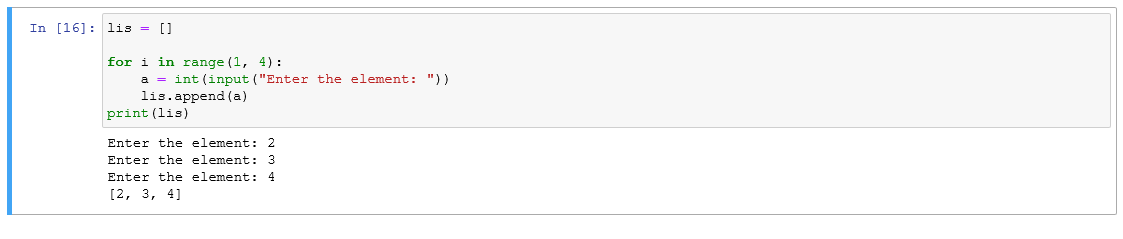 In [16]: lis = []
for i in range(1, 4):
    a = int(input("Enter the element: "))
    lis.append(a)
print(lis)
Enter the element: 2
Enter the element: 3
Enter the element: 4
[2, 3, 4]